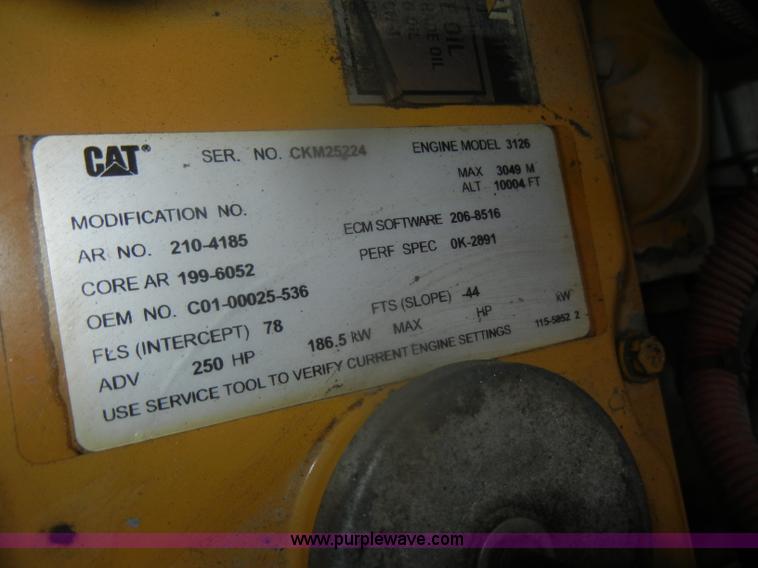 OIL
OIL
CAT® SER. NO. CKM25224 ENGINE MODEL 3126
MAX 3049 M
ALT 10004 FT
MODIFICATION NO.
AR NO. 210-4185 ECM SOFTWARE 206-8516
CORE AR 199-6052 PERF SPEC 0K-2891
OEM NO. C01-00025-536
FLS (INTERCEPT) 78 FTS (SLOPE) -44
ADV 250 HP 186.5 kW MAX HP kW
USE SERVICE TOOL TO VERIFY CURRENT ENGINE SETTINGS 115-5852 2
www.purplewave.com